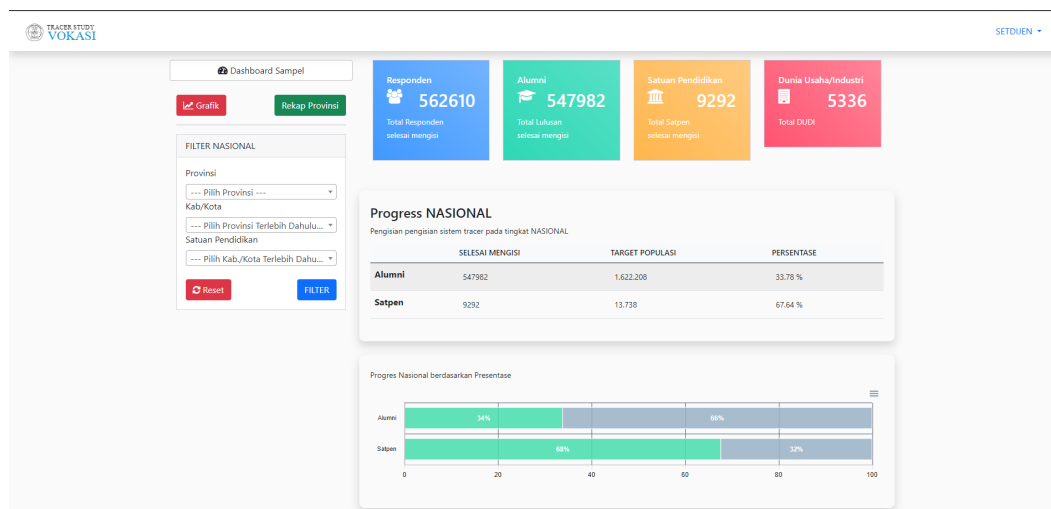 TRACER STUDY
VOKASI
SETDIJEN
Dashboard Sampel
Grafik
Rekap Provinsi
FILTER NASIONAL
Provinsi
--- Pilih Provinsi ---
Kab/Kota
--- Pilih Provinsi Terlebih Dahulu...
Satuan Pendidikan
--- Pilih Kab./Kota Terlebih Dahu...
Reset
FILTER
Responden
562610
Total Responden
selesai mengisi
Alumni
547982
Total Lulusan
selesai mengisi
Satuan Pendidikan
9292
Total Satpen
selesai mengisi
Dunia Usaha/Industri
5336
Total DUDI
Progress NASIONAL
Pengisian pengisian sistem tracer pada tingkat NASIONAL
SELESAI MENGISI TARGET POPULASI PERSENTASE
Alumni 547982 1.622.208 33.78 %
Satpen 9292 13.738 67.64 %
Progres Nasional berdasarkan Presentase
Alumni 34% 66%
Satpen 68% 32%
0 20 40 60 80 100